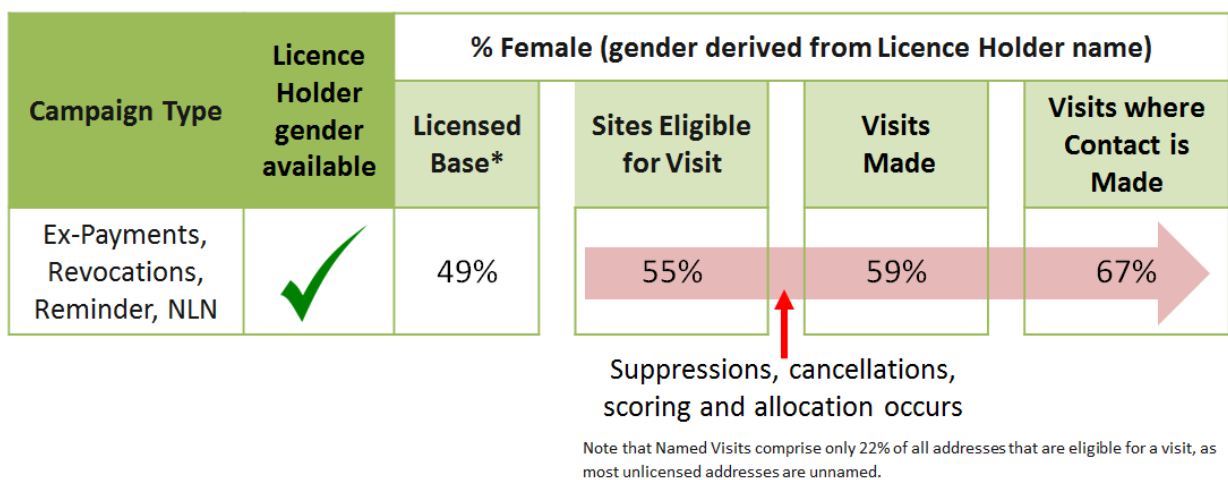 Campaign Type
Licence
Holder
gender
available
% Female (gender derived from Licence Holder name)
Licensed
Base*
Sites Eligible
for Visit
Visits
Made
Visits where
Contact is
Made
Ex-Payments,
Revocations,
Reminder, NLN
49%
55%
59%
67%
Suppressions, cancellations,
scoring and allocation occurs
Note that Named Visits comprise only 22% of all addresses that are eligible for a visit, as
most unlicensed addresses are unnamed.